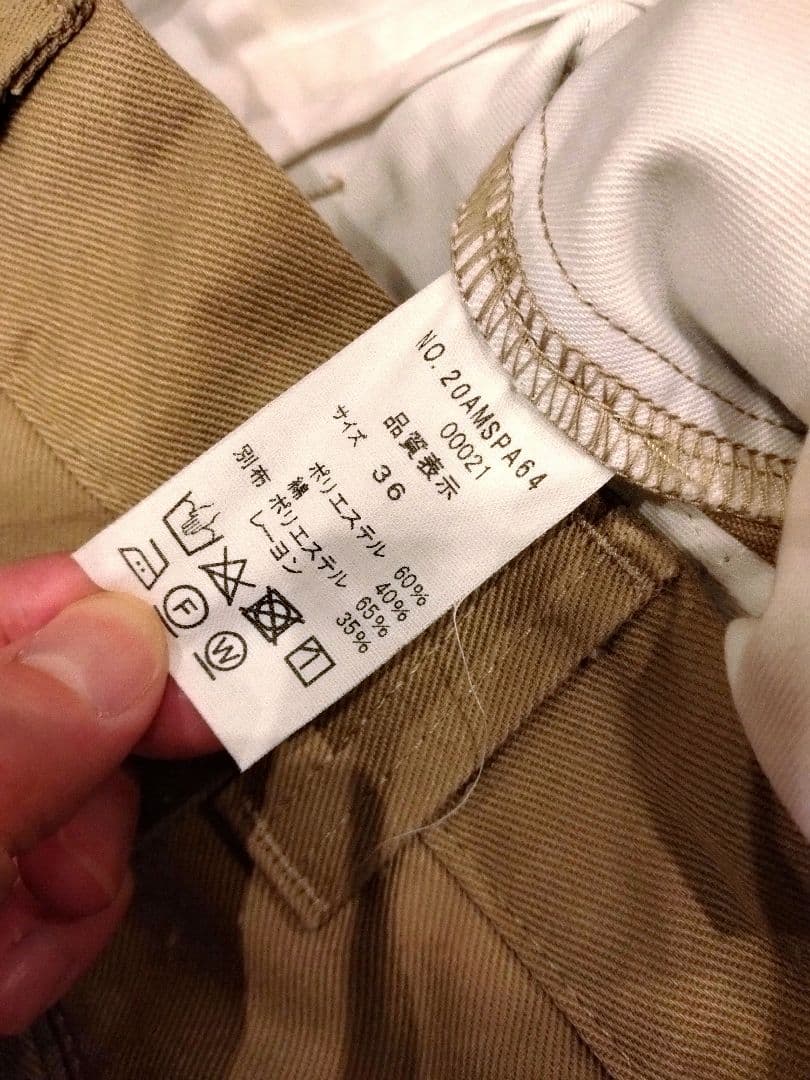 NO.20AMSPA64
00021
品質表示
サイズ 36
ポリエステル 60%
綿 40%
別布 ポリエステル 65%
レーヨン 35%
F
W